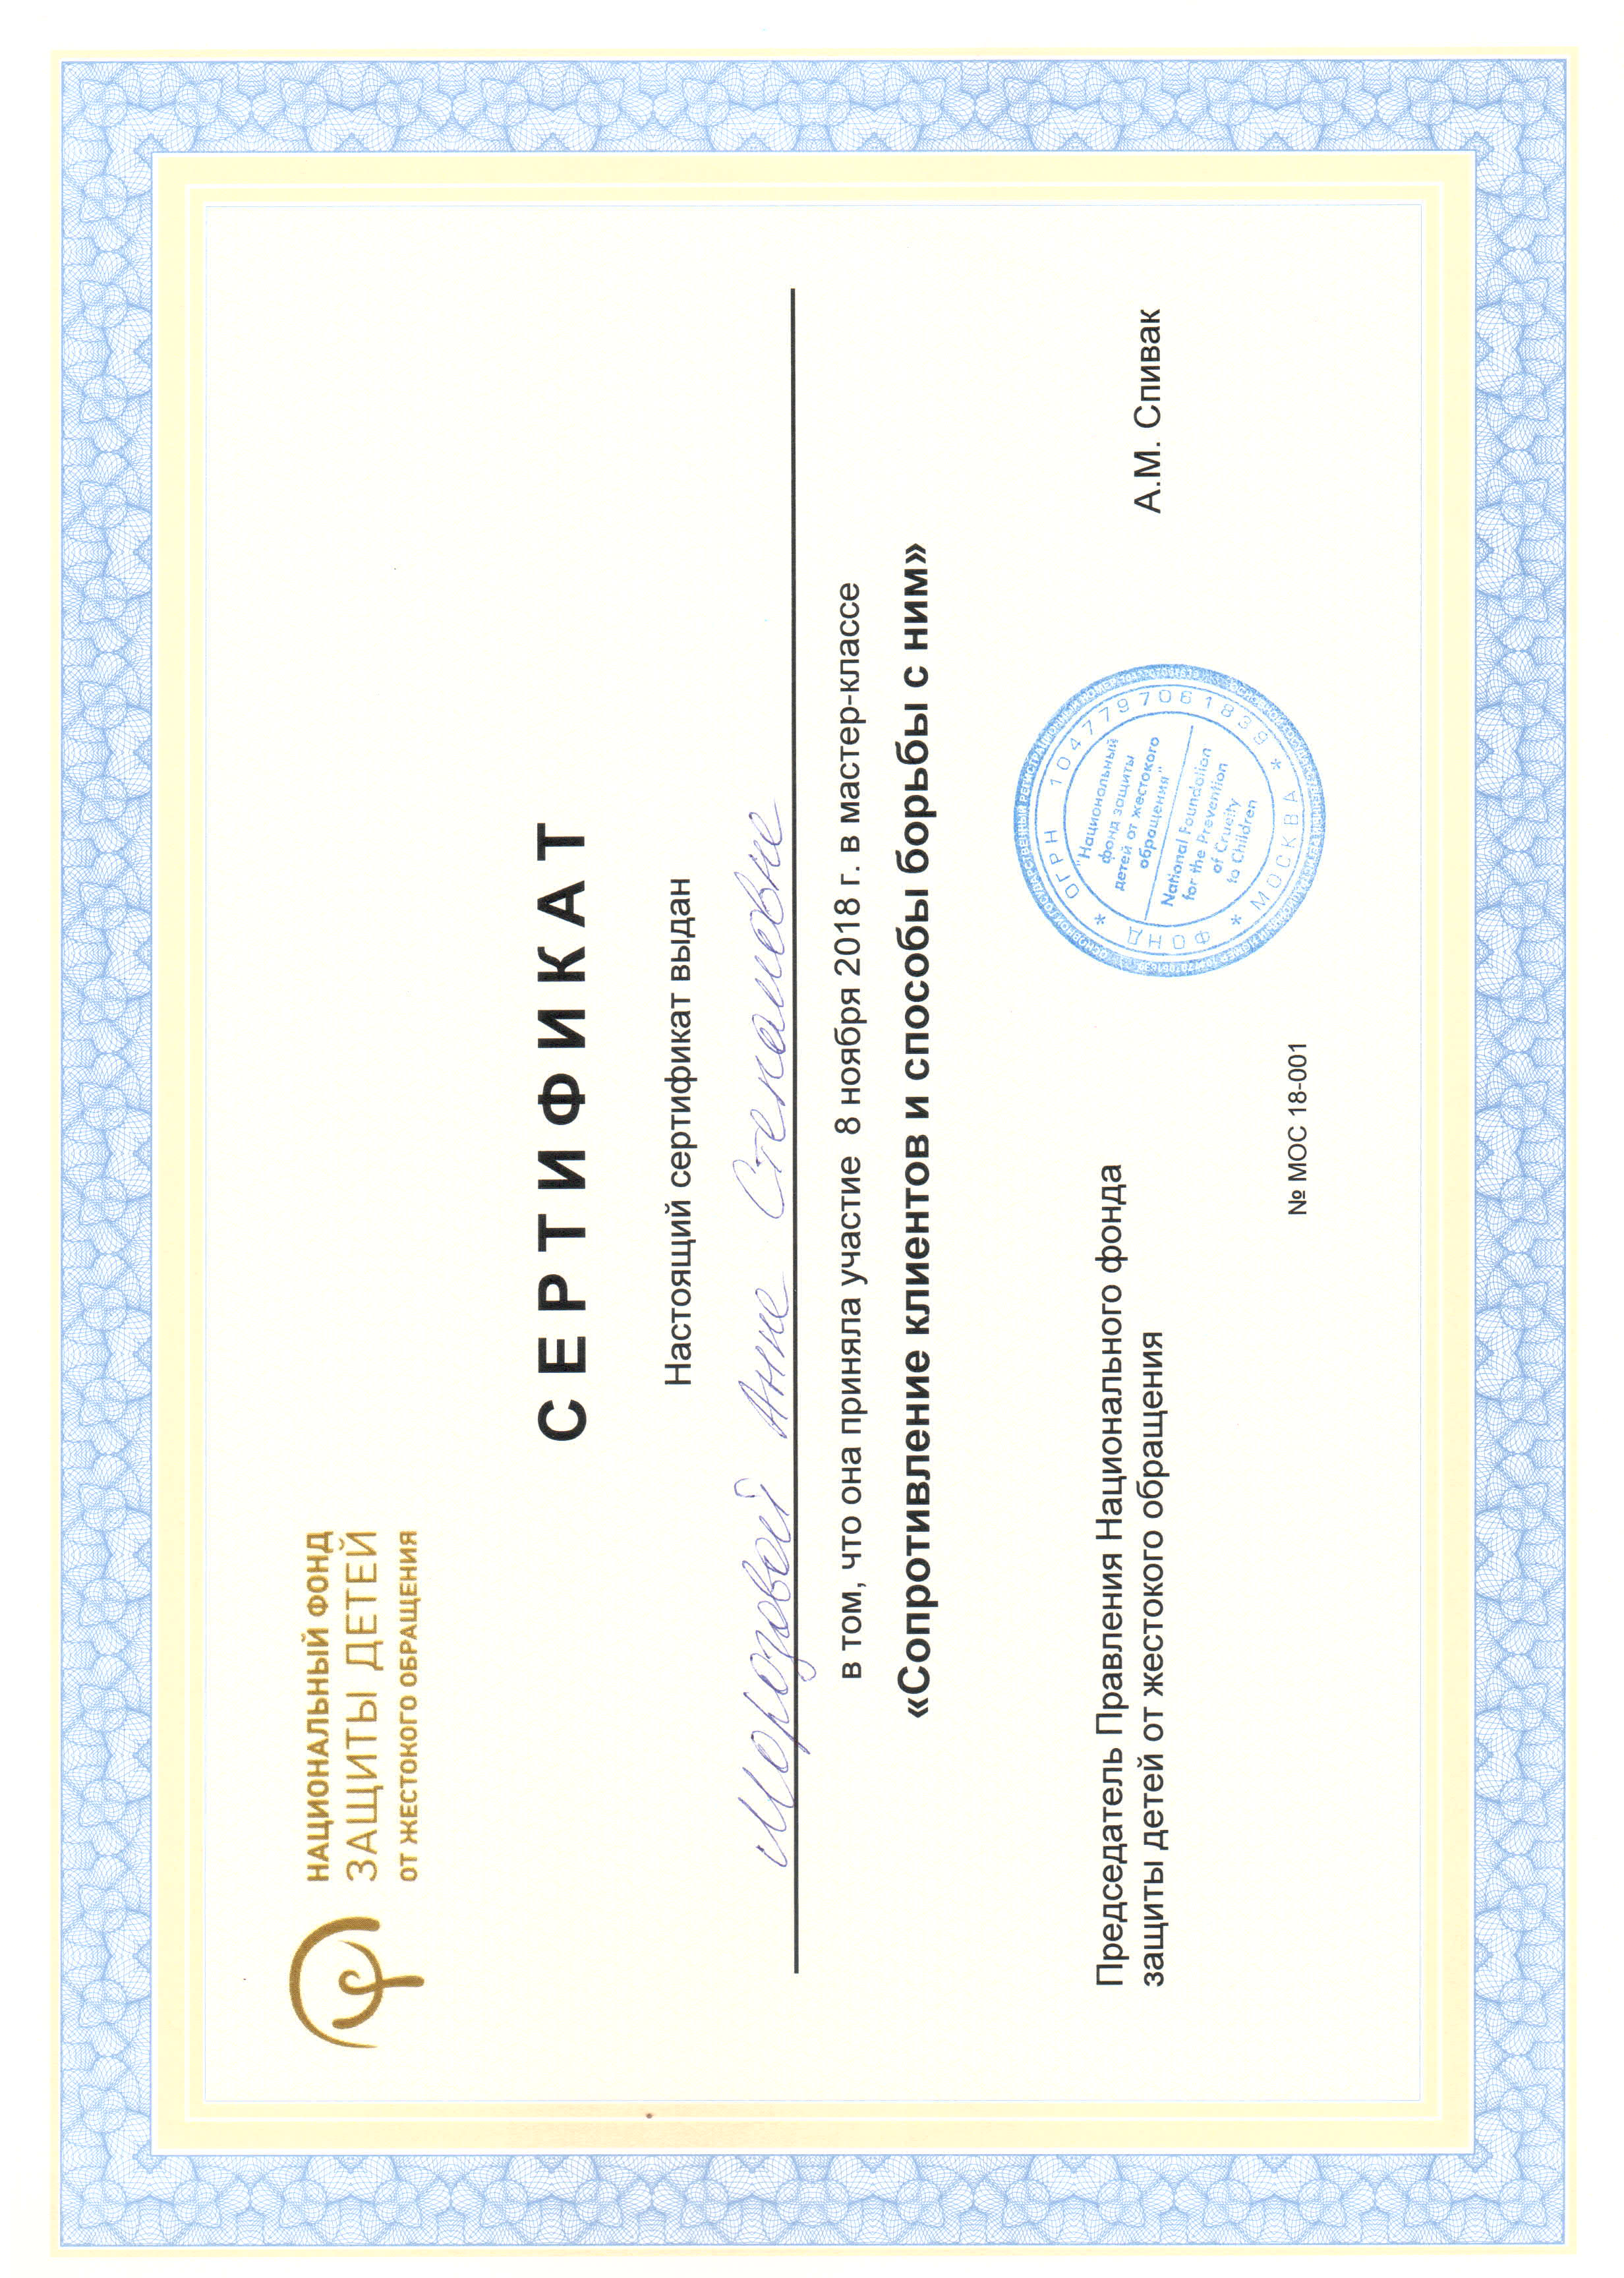 НАЦИОНАЛЬНЫЙ ФОНД
ЗАЩИТЫ ДЕТЕЙ
ОТ ЖЕСТОКОГО ОБРАЩЕНИЯ
СЕРТИФИКАТ
Настоящий сертификат выдан
Морозовой Анне Степановне
в том, что она приняла участие 8 ноября 2018 г. в мастер-классе
«Сопротивление клиентов и способы борьбы с ним»
Председатель Правления Национального фонда
защиты детей от жестокого обращения
А.М. Спивак
* ОГРН 1047797061839 *
ФОНД * МОСКВА
"Национальный
фонд защиты
детей от жестокого
обращения"
National Foundation
for the Prevention
of Cruelty
to Children
№ МОС 18-001